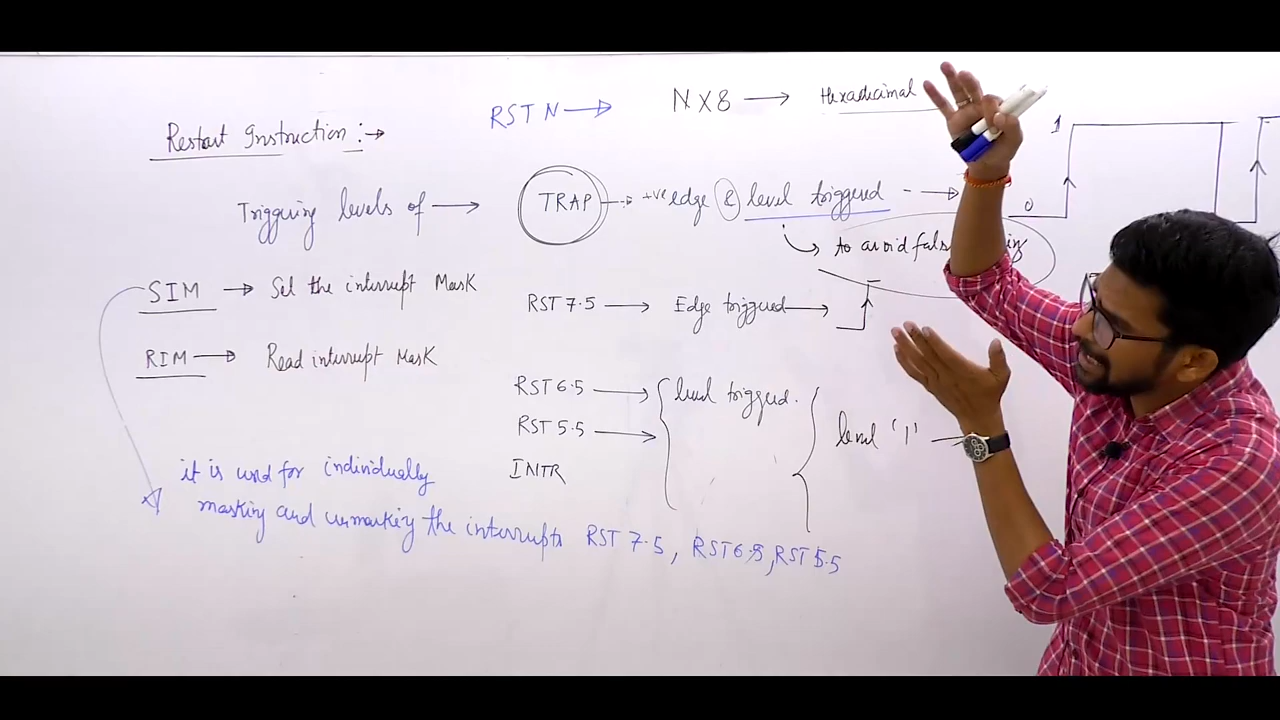 RST N → N X 8 → Hexadecimal
Restart Instruction :→
1
Triggring levels of → TRAP → +ve edge & level triggered - → 0
↳ to avoid fals
SIM → Set the interrupt Mask
RST 7.5 → Edge triggered →
RIM → Read interrupt Mask
RST 6.5 → level triggered.
RST 5.5 → level '1' —
INTR
it is used for individually
masking and unmasking the interrupts RST 7.5, RST 6.5, RST 5.5